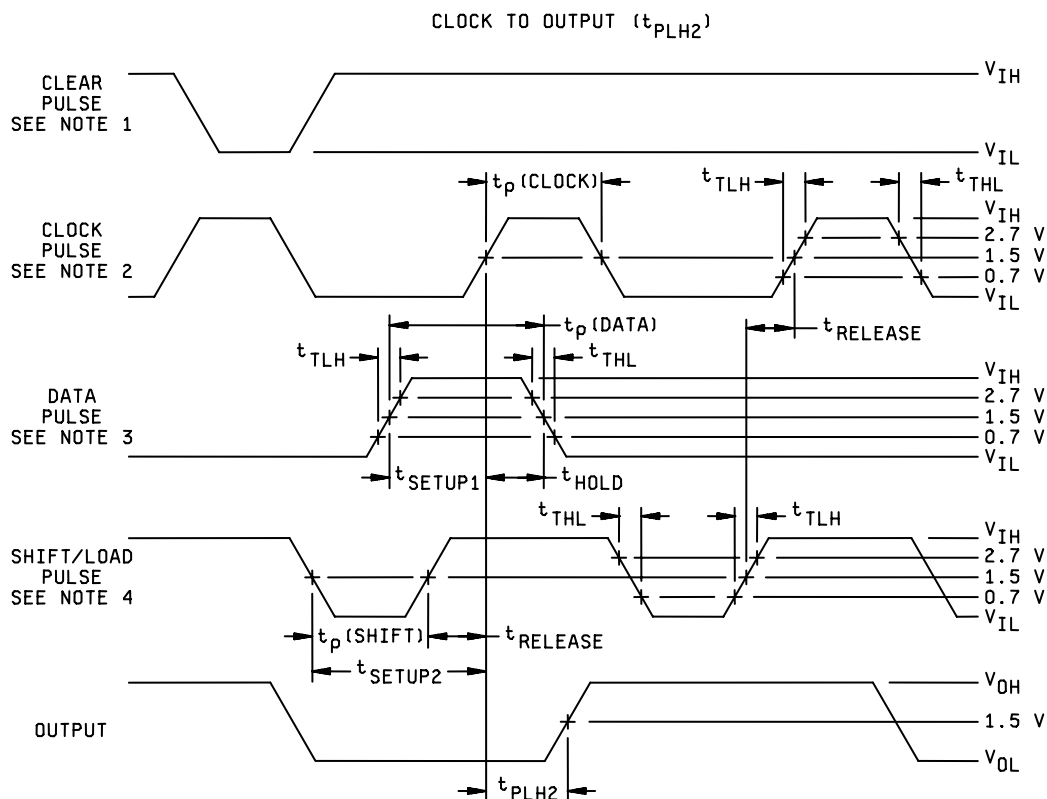 CLOCK TO OUTPUT (tPLH2)
CLEAR
PULSE
SEE NOTE 1
VIH
VIL
tp(CLOCK)
tTLH
tTHL
CLOCK
PULSE
SEE NOTE 2
VIH
2.7 V
1.5 V
0.7 V
VIL
tp(DATA)
tRELEASE
tTLH
tTHL
DATA
PULSE
SEE NOTE 3
VIH
2.7 V
1.5 V
0.7 V
VIL
tSETUP1
tHOLD
tTHL
tTLH
SHIFT/LOAD
PULSE
SEE NOTE 4
VIH
2.7 V
1.5 V
0.7 V
VIL
tp(SHIFT)
tRELEASE
tSETUP2
OUTPUT
VOH
1.5 V
VOL
tPLH2